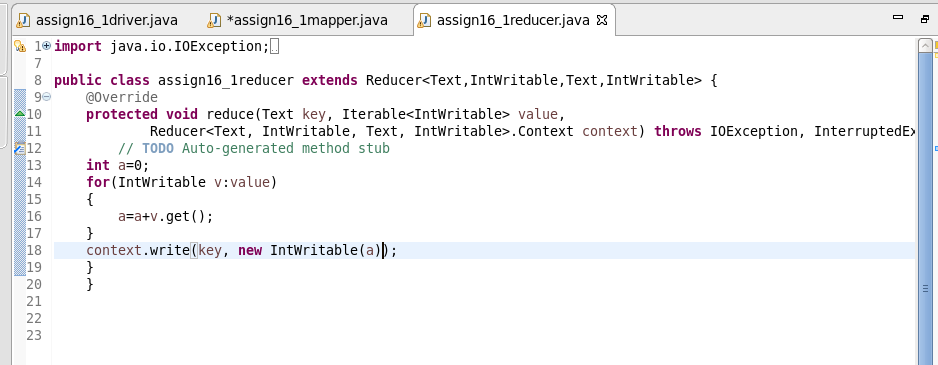 assign16_1driver.java *assign16_1mapper.java assign16_1reducer.java
1 import java.io.IOException;
7
8 public class assign16_1reducer extends Reducer<Text,IntWritable,Text,IntWritable> {
9 @Override
10 protected void reduce(Text key, Iterable<IntWritable> value,
11 Reducer<Text, IntWritable, Text, IntWritable>.Context context) throws IOException, InterruptedEx
12 // TODO Auto-generated method stub
13 int a=0;
14 for(IntWritable v:value)
15 {
16 a=a+v.get();
17 }
18 context.write(key, new IntWritable(a));
19 }
20 }
21
22
23